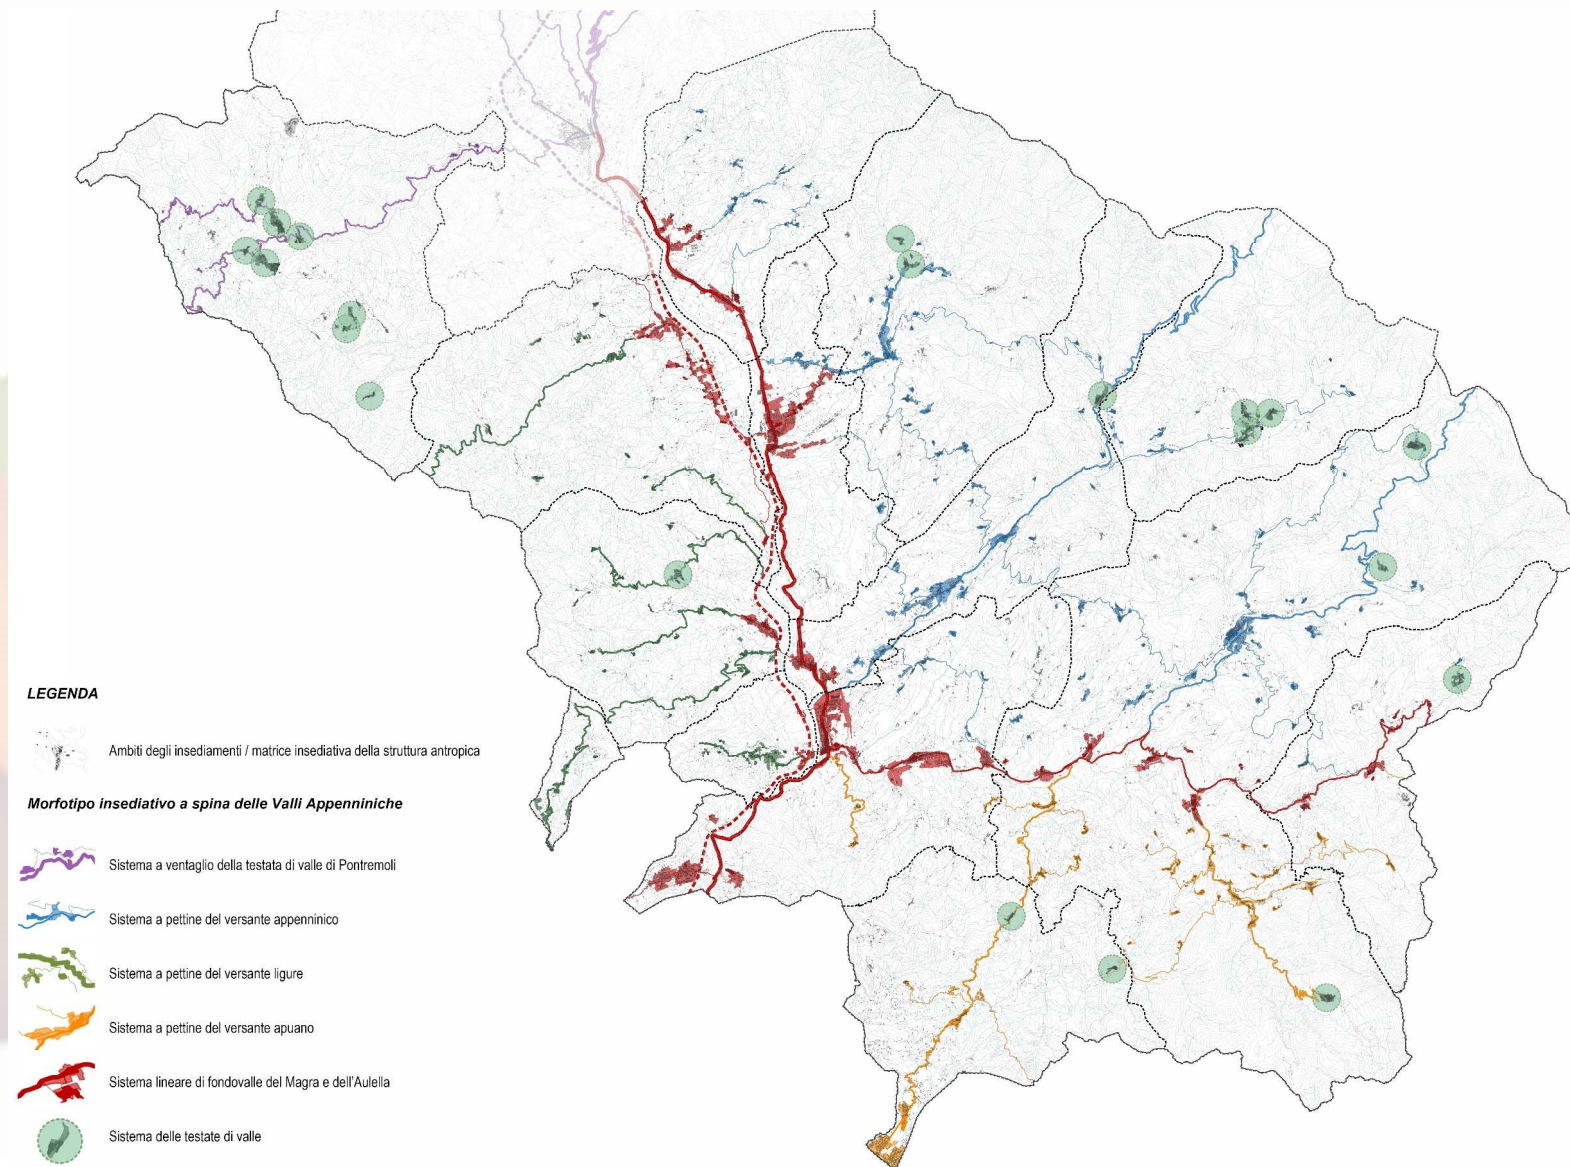 LEGENDA
Ambiti degli insediamenti / matrice insediativa della struttura antropica
Morfotipo insediativo a spina delle Valli Appenniniche
Sistema a ventaglio della testata di valle di Pontremoli
Sistema a pettine del versante appenninico
Sistema a pettine del versante ligure
Sistema a pettine del versante apuano
Sistema lineare di fondovalle del Magra e dell'Aulella
Sistema delle testate di valle